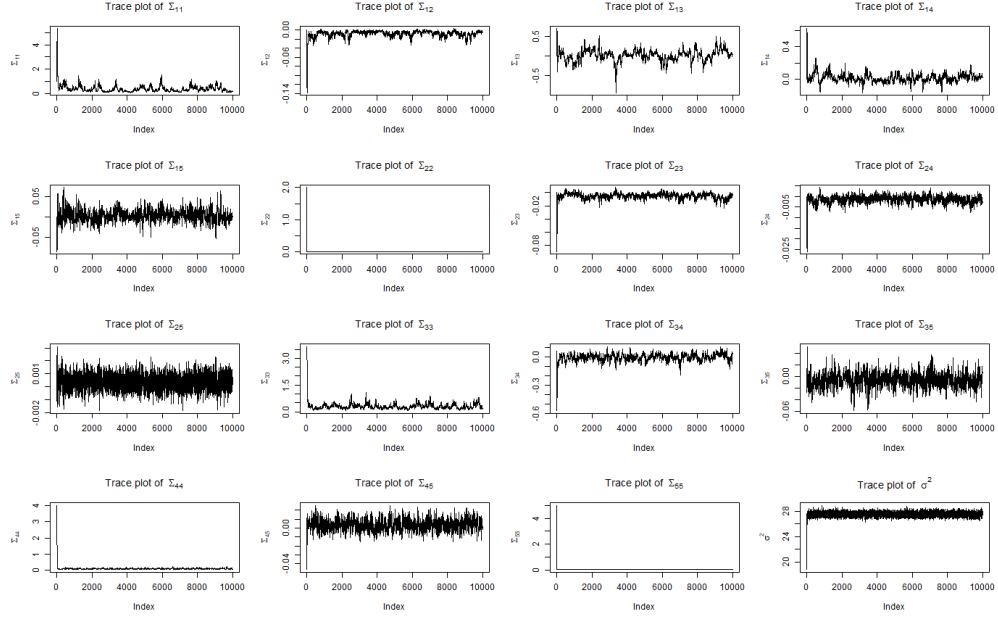 Trace plot of Σ11
Trace plot of Σ12
Trace plot of Σ13
Trace plot of Σ14
Σ11
0 2 4
0 2000 4000 6000 8000 10000
Index
Σ12
-0.14 -0.06 0.00
0 2000 4000 6000 8000 10000
Index
Σ13
-0.5 0.5
0 2000 4000 6000 8000 10000
Index
Σ14
0.0 0.4
0 2000 4000 6000 8000 10000
Index
Trace plot of Σ15
Trace plot of Σ22
Trace plot of Σ23
Trace plot of Σ24
Σ15
-0.05 0.05
0 2000 4000 6000 8000 10000
Index
Σ22
0.0 1.0 2.0
0 2000 4000 6000 8000 10000
Index
Σ23
-0.08 -0.02
0 2000 4000 6000 8000 10000
Index
Σ24
-0.025 -0.005
0 2000 4000 6000 8000 10000
Index
Trace plot of Σ25
Trace plot of Σ33
Trace plot of Σ34
Trace plot of Σ35
Σ25
-0.002 0.001
0 2000 4000 6000 8000 10000
Index
Σ33
0.0 1.5 3.0
0 2000 4000 6000 8000 10000
Index
Σ34
-0.6 -0.3 0.0
0 2000 4000 6000 8000 10000
Index
Σ35
-0.06 0.00
0 2000 4000 6000 8000 10000
Index
Trace plot of Σ44
Trace plot of Σ45
Trace plot of Σ55
Trace plot of σ²
Σ44
0 1 2 3 4
0 2000 4000 6000 8000 10000
Index
Σ45
-0.04 0.00
0 2000 4000 6000 8000 10000
Index
Σ55
0 1 2 3 4 5
0 2000 4000 6000 8000 10000
Index
σ²
20 24 28
0 2000 4000 6000 8000 10000
Index